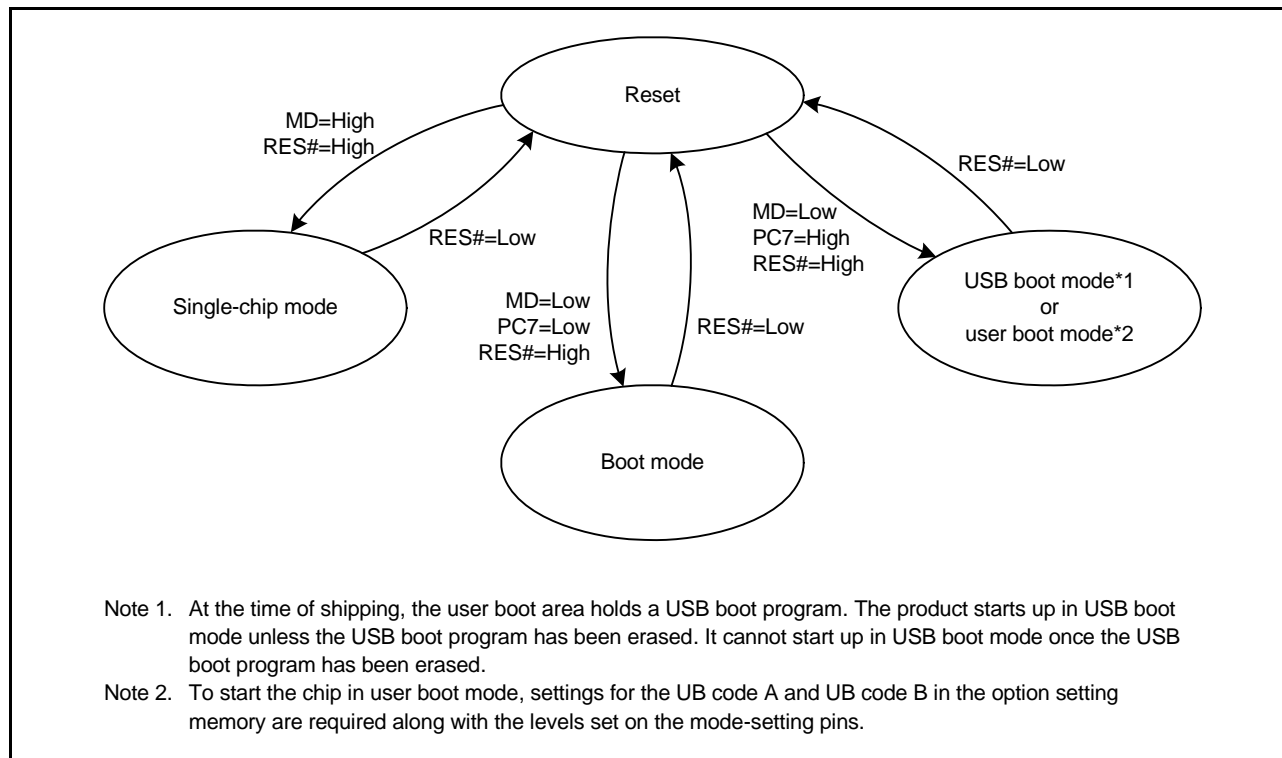 Reset
MD=High
RES#=High
RES#=Low
RES#=Low
MD=Low
PC7=High
RES#=High
Single-chip mode
MD=Low
PC7=Low
RES#=High
RES#=Low
USB boot mode*1
or
user boot mode*2
Boot mode
Note 1. At the time of shipping, the user boot area holds a USB boot program. The product starts up in USB boot
mode unless the USB boot program has been erased. It cannot start up in USB boot mode once the USB
boot program has been erased.
Note 2. To start the chip in user boot mode, settings for the UB code A and UB code B in the option setting
memory are required along with the levels set on the mode-setting pins.